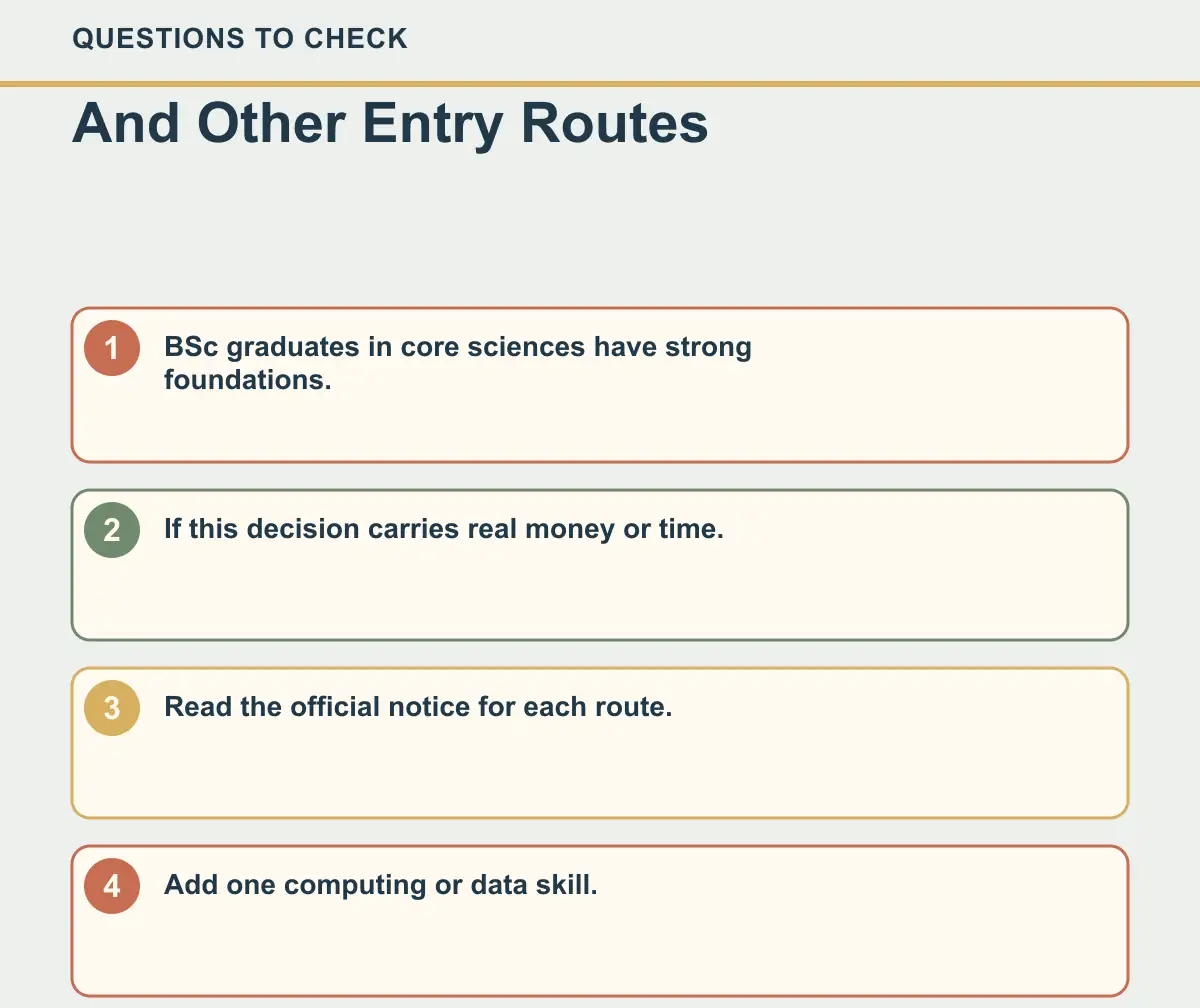 QUESTIONS TO CHECK
And Other Entry Routes
1
BSc graduates in core sciences have strong
foundations.
2
If this decision carries real money or time.
3
Read the official notice for each route.
4
Add one computing or data skill.